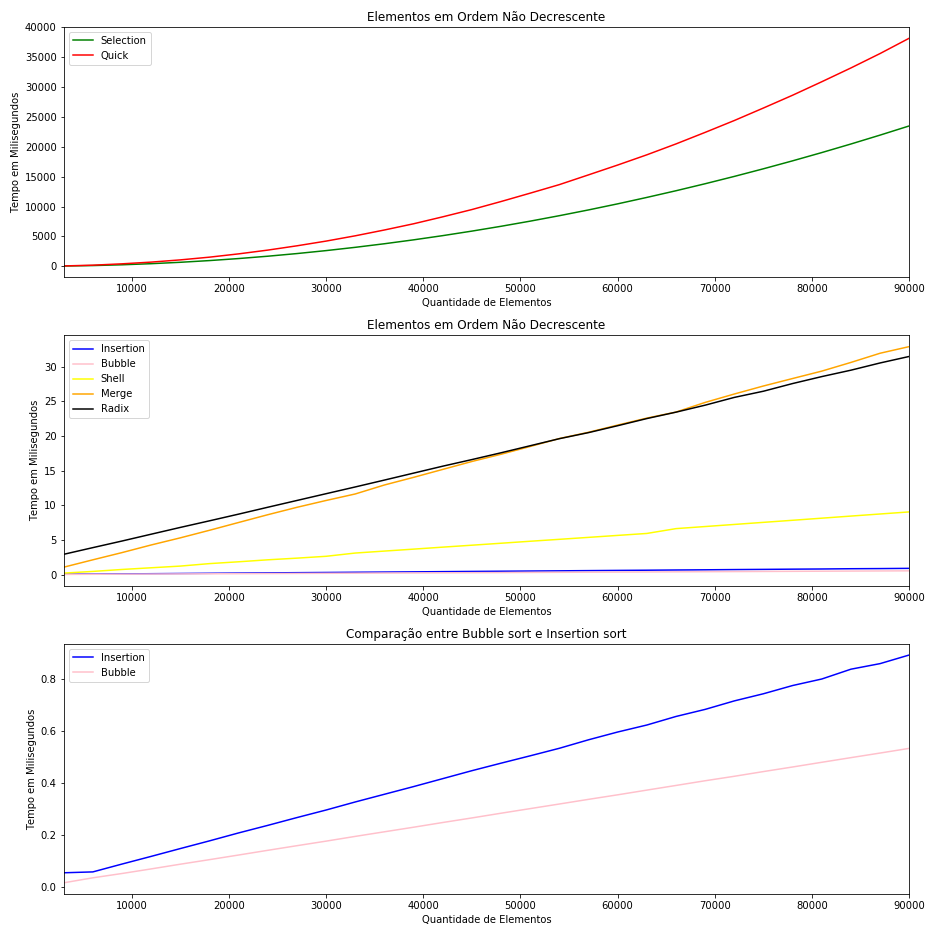 Elementos em Ordem Não Decrescente
40000
35000
30000
25000
20000
15000
10000
5000
0
Tempo em Milisegundos
Selection
Quick
10000 20000 30000 40000 50000 60000 70000 80000 90000
Quantidade de Elementos
Elementos em Ordem Não Decrescente
30
25
20
15
10
5
0
Tempo em Milisegundos
Insertion
Bubble
Shell
Merge
Radix
10000 20000 30000 40000 50000 60000 70000 80000 90000
Quantidade de Elementos
Comparação entre Bubble sort e Insertion sort
0.8
0.6
0.4
0.2
0.0
Tempo em Milisegundos
Insertion
Bubble
10000 20000 30000 40000 50000 60000 70000 80000 90000
Quantidade de Elementos